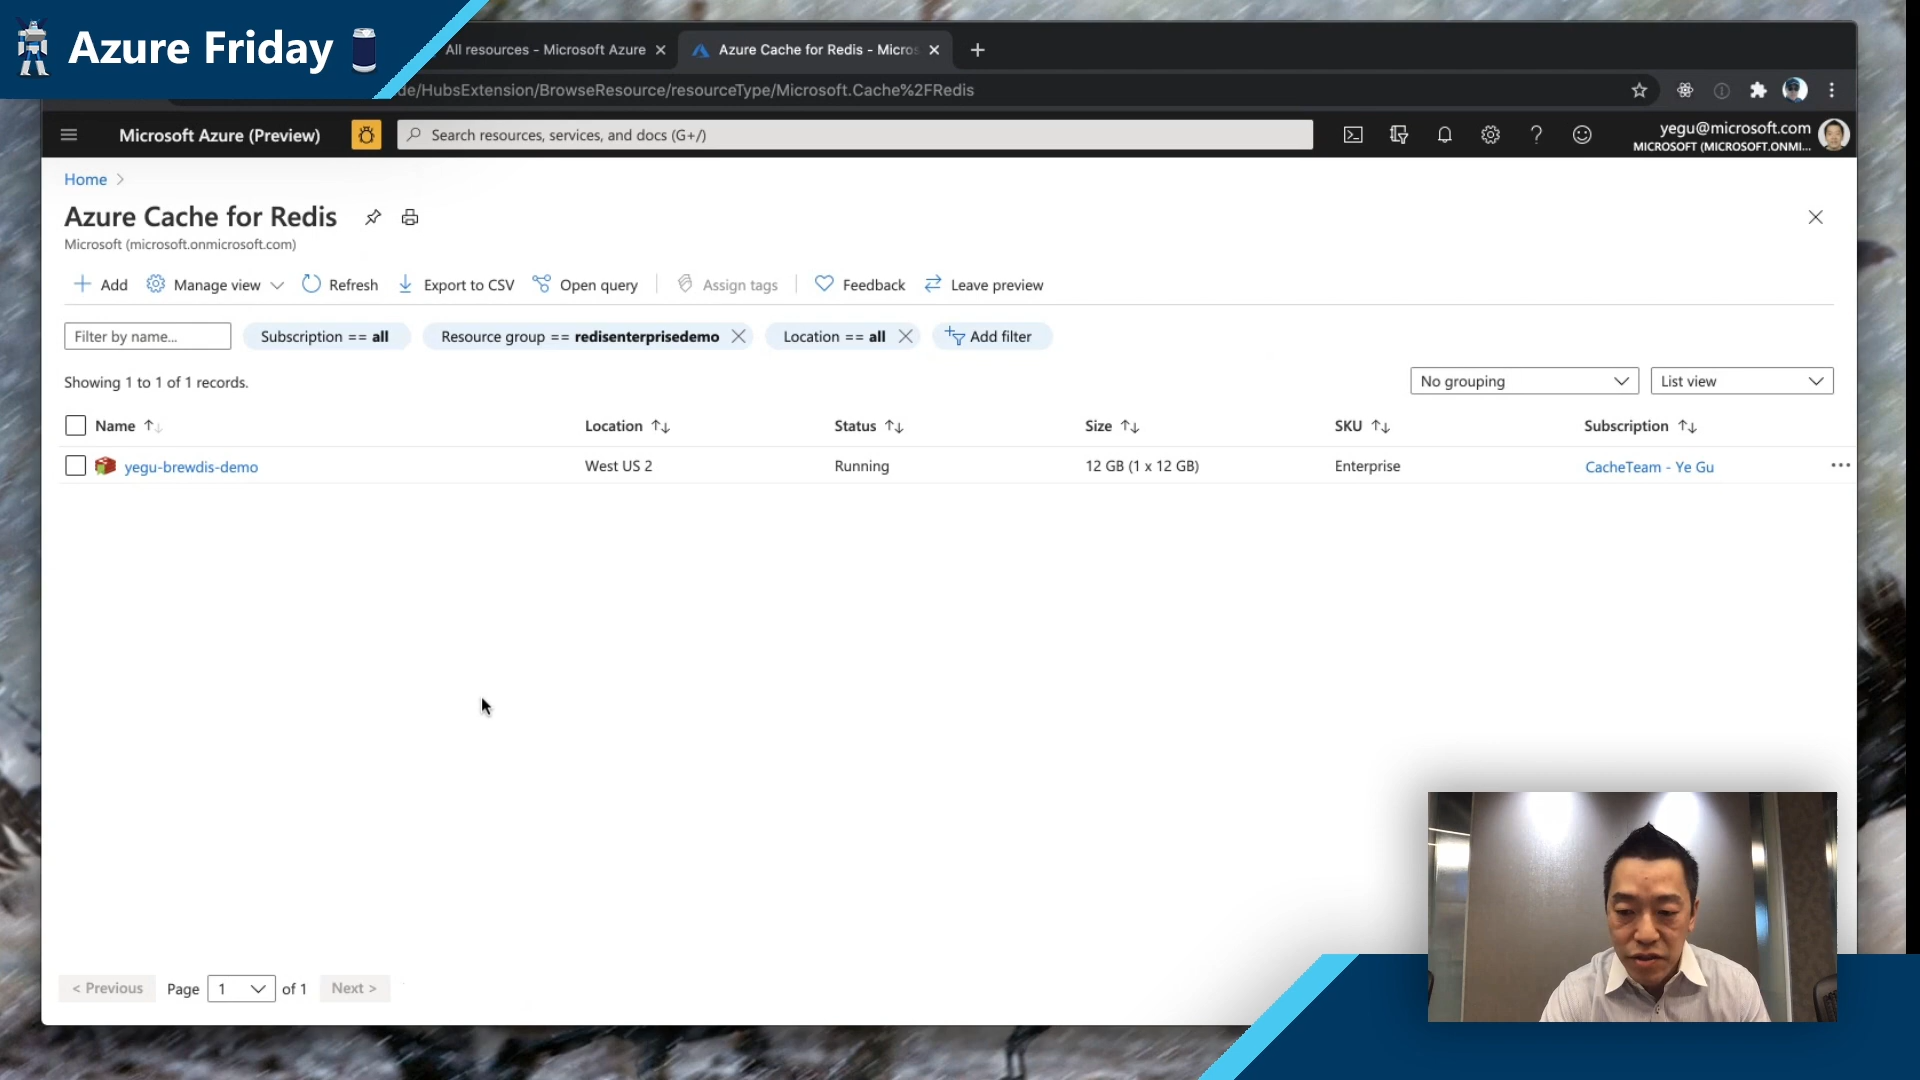 Azure Friday
All resources - Microsoft Azure
Azure Cache for Redis - Micros
de/HubsExtension/BrowseResource/resourceType/Microsoft.Cache%2FRedis
Microsoft Azure (Preview)
Search resources, services, and docs (G+/)
yegu@microsoft.com
MICROSOFT (MICROSOFT.ONMI...
Home >
Azure Cache for Redis
Microsoft (microsoft.onmicrosoft.com)
Add Manage view Refresh Export to CSV Open query Assign tags Feedback Leave preview
Filter by name... Subscription == all Resource group == redisenterprisedemo Location == all Add filter
Showing 1 to 1 of 1 records. No grouping List view
Name Location Status Size SKU Subscription
yegu-brewdis-demo West US 2 Running 12 GB (1 x 12 GB) Enterprise CacheTeam - Ye Gu
< Previous Page 1 of 1 Next >